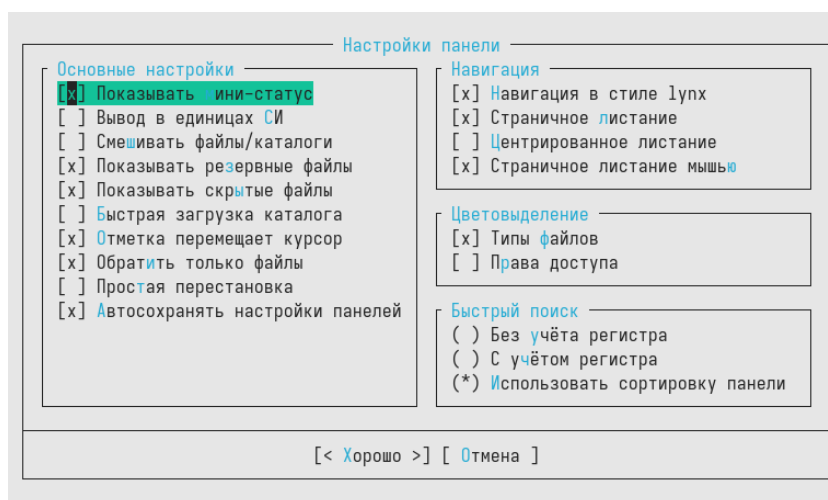 Настройки панели
Основные настройки
[x] Показывать мини-статус
[ ] Вывод в единицах СИ
[ ] Смешивать файлы/каталоги
[x] Показывать резервные файлы
[x] Показывать скрытые файлы
[ ] Быстрая загрузка каталога
[x] Отметка перемещает курсор
[x] Обратить только файлы
[ ] Простая перестановка
[x] Автосохранять настройки панелей
Навигация
[x] Навигация в стиле lynx
[x] Страничное листание
[ ] Центрированное листание
[x] Страничное листание мышью
Цветовыделение
[x] Типы файлов
[ ] Права доступа
Быстрый поиск
( ) Без учёта регистра
( ) С учётом регистра
(*) Использовать сортировку панели
[< Хорошо >] [ Отмена ]